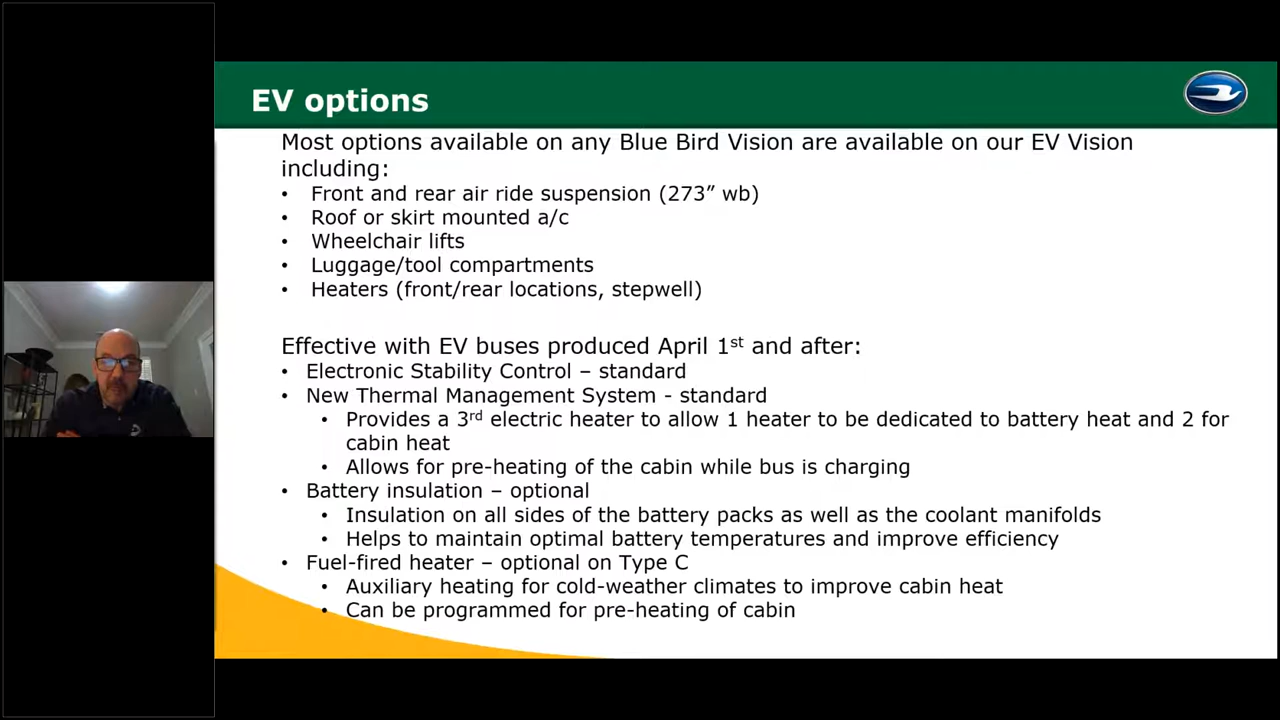 EV options
Most options available on any Blue Bird Vision are available on our EV Vision
including:
• Front and rear air ride suspension (273” wb)
• Roof or skirt mounted a/c
• Wheelchair lifts
• Luggage/tool compartments
• Heaters (front/rear locations, stepwell)
Effective with EV buses produced April 1st and after:
• Electronic Stability Control – standard
• New Thermal Management System - standard
• Provides a 3rd electric heater to allow 1 heater to be dedicated to battery heat and 2 for
cabin heat
• Allows for pre-heating of the cabin while bus is charging
• Battery insulation – optional
• Insulation on all sides of the battery packs as well as the coolant manifolds
• Helps to maintain optimal battery temperatures and improve efficiency
• Fuel-fired heater – optional on Type C
• Auxiliary heating for cold-weather climates to improve cabin heat
• Can be programmed for pre-heating of cabin